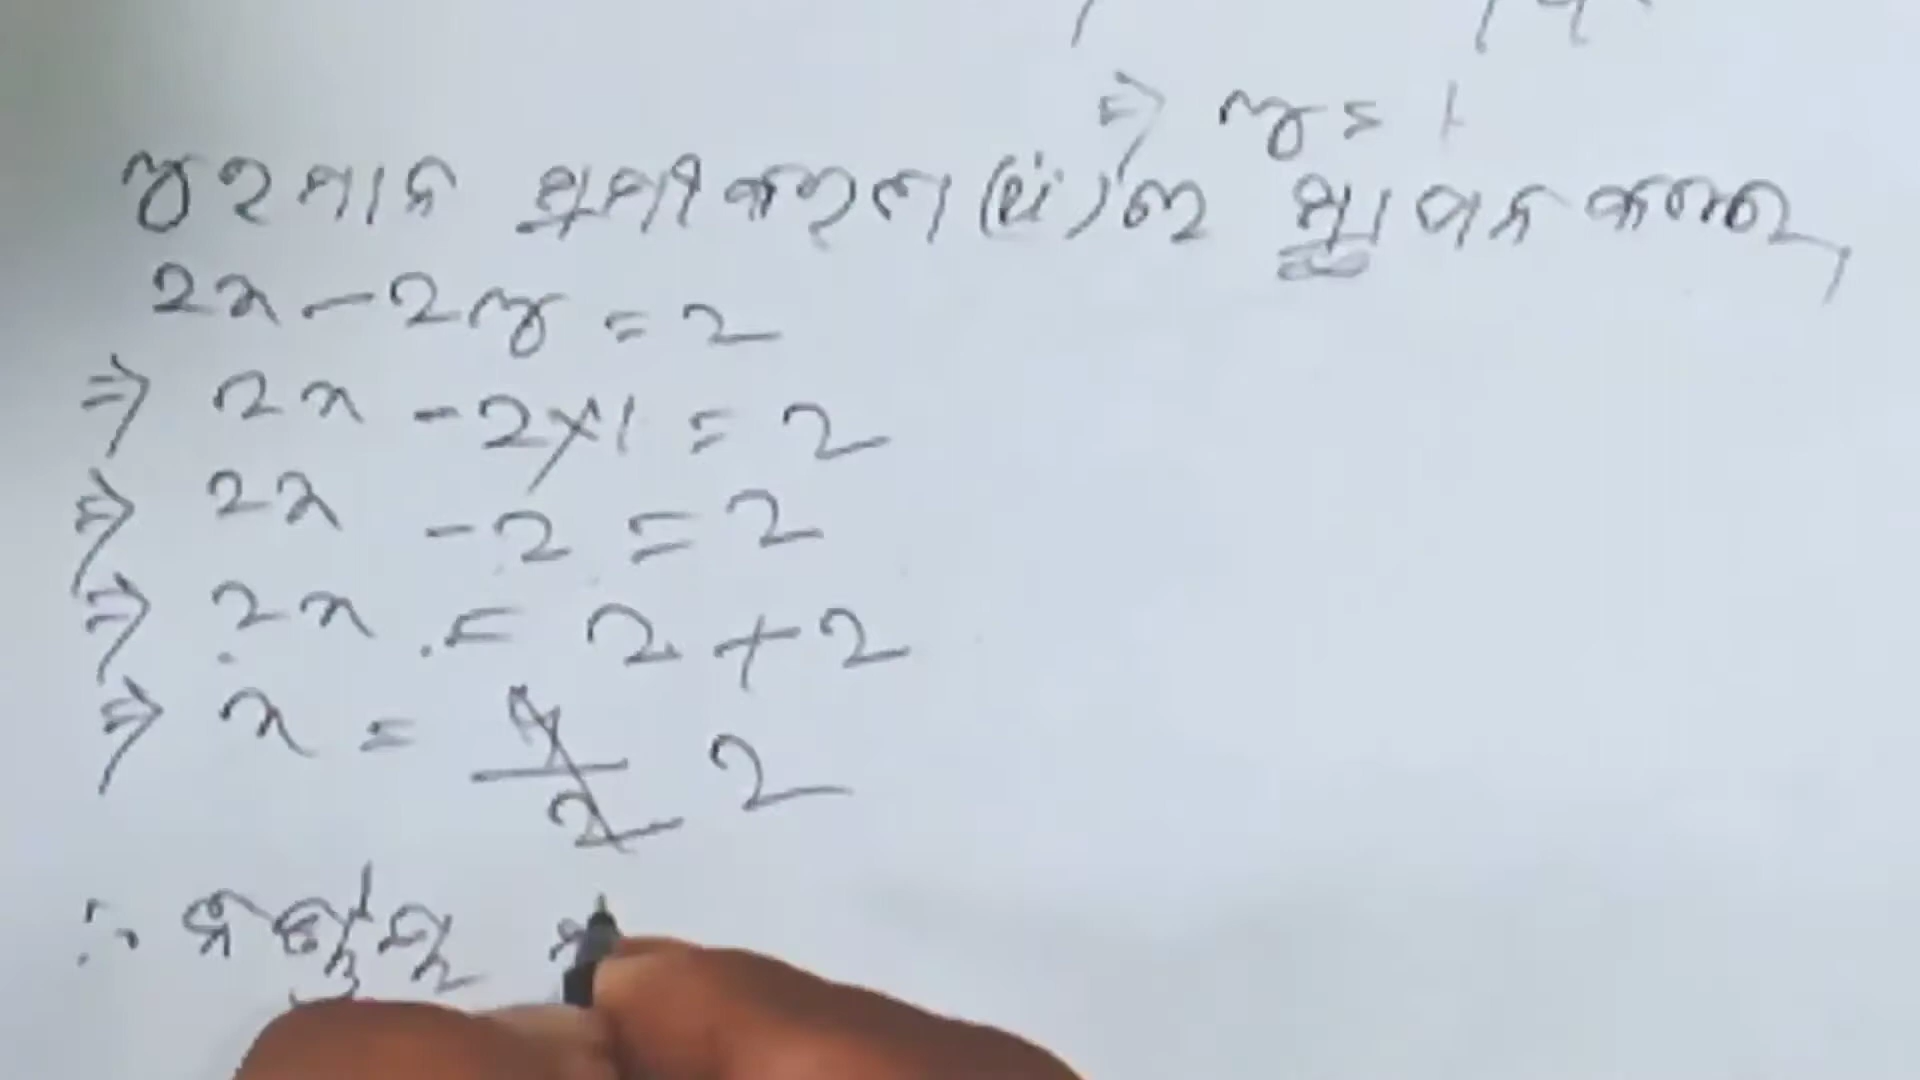 ⇒ y = 1
y ର ମାନ ସମୀକରଣ (ii) ରେ ସ୍ଥାପନ କଲେ,
2x - 2y = 2
⇒ 2x - 2×1 = 2
⇒ 2x - 2 = 2
⇒ 2x = 2 + 2
⇒ x = 4/2 2
∴ ନିର୍ଣ୍ଣେୟ